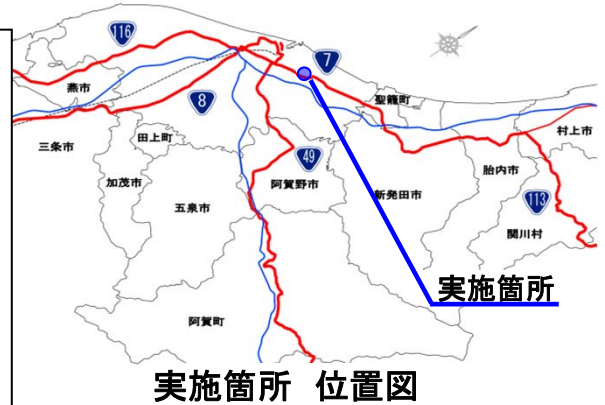 116
7
燕市
聖籠町
8
村上市
三条市
田上町
49
胎内市
加茂市
阿賀野市
新発田市
113
五泉市
関川村
実施箇所
阿賀町
実施箇所 位置図